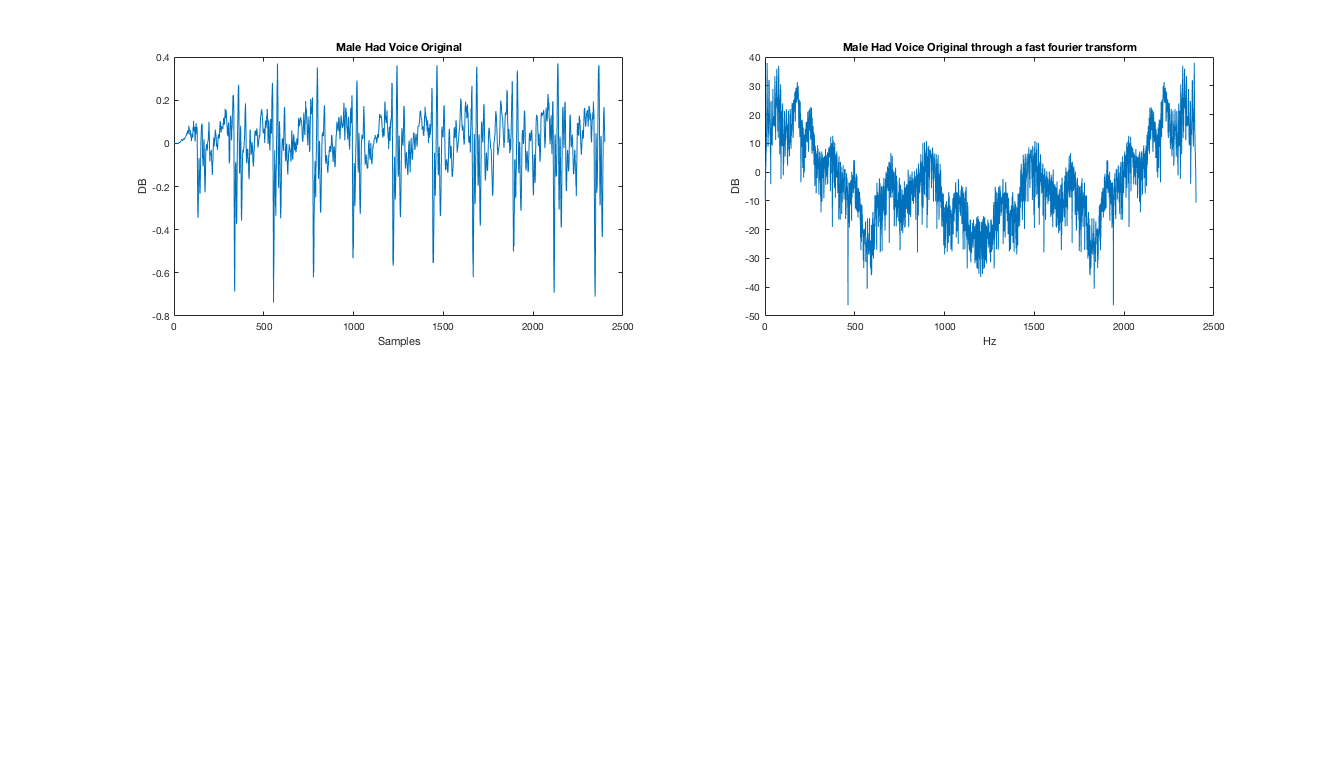 Male Had Voice Original
0.4
0.2
0
-0.2
-0.4
-0.6
-0.8
DB
0 500 1000 1500 2000 2500
Samples
Male Had Voice Original through a fast fourier transform
40
30
20
10
0
-10
-20
-30
-40
-50
DB
0 500 1000 1500 2000 2500
Hz